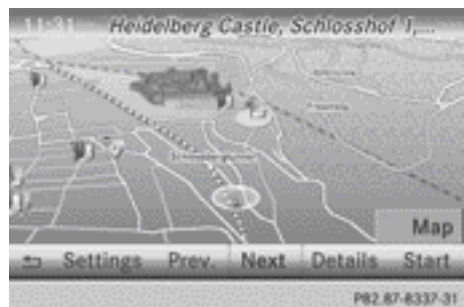 11:31 Heidelberg Castle, Schlosshof 1,...
Map
Settings Prev. Next Details Start
P82.87-8337-31